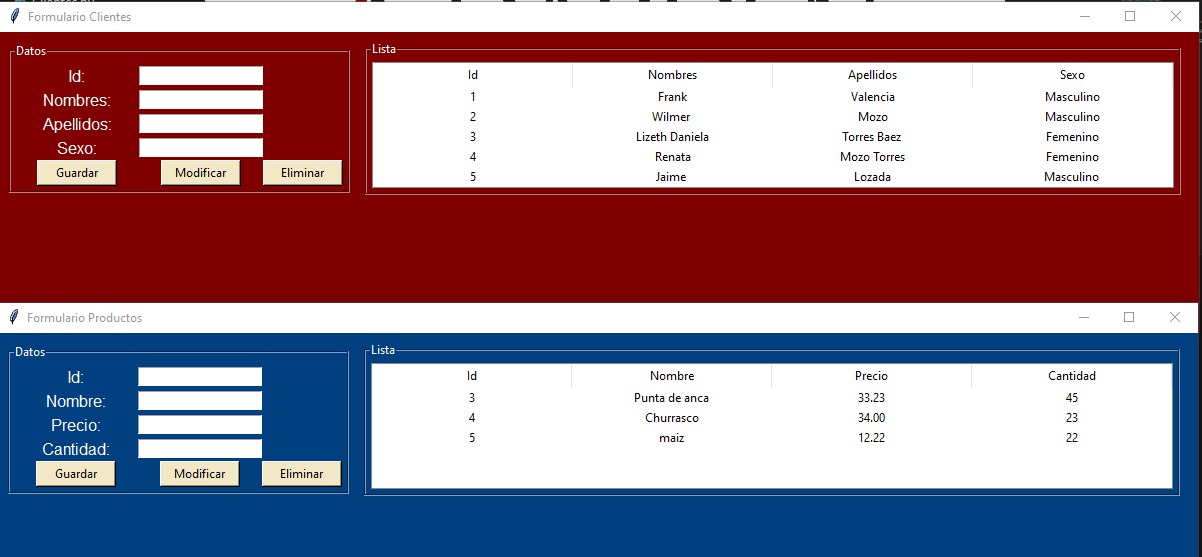 Formulario Clientes
Datos
Id:
Nombres:
Apellidos:
Sexo:
Guardar Modificar Eliminar
Lista
Id Nombres Apellidos Sexo
1 Frank Valencia Masculino
2 Wilmer Mozo Masculino
3 Lizeth Daniela Torres Baez Femenino
4 Renata Mozo Torres Femenino
5 Jaime Lozada Masculino
Formulario Productos
Datos
Id:
Nombre:
Precio:
Cantidad:
Guardar Modificar Eliminar
Lista
Id Nombre Precio Cantidad
3 Punta de anca 33.23 45
4 Churrasco 34.00 23
5 maiz 12.22 22